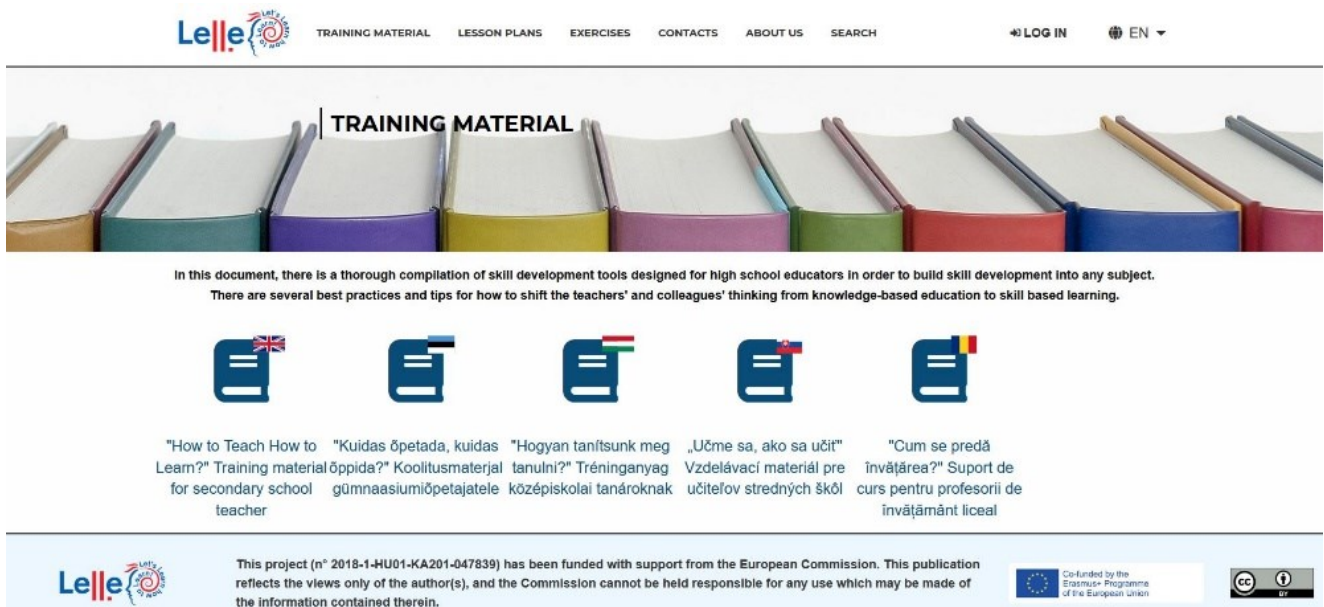 Lelle
Let's Learn
how to
Learn!
TRAINING MATERIAL
LESSON PLANS
EXERCISES
CONTACTS
ABOUT US
SEARCH
LOG IN
EN
TRAINING MATERIAL
In this document, there is a thorough compilation of skill development tools designed for high school educators in order to build skill development into any subject.
There are several best practices and tips for how to shift the teachers' and colleagues' thinking from knowledge-based education to skill based learning.
"How to Teach How to
Learn?" Training material
for secondary school
teacher
"Kuidas õpetada, kuidas
õppida?" Koolitusmaterjal
gümnaasiumiõpetajatele
"Hogyan tanítsunk meg
tanulni?" Tréninganyag
középiskolai tanároknak
„Učme sa, ako sa učiť"
Vzdelávací materiál pre
učiteľov stredných škôl
"Cum se predă
învățarea?" Suport de
curs pentru profesorii de
învățământ liceal
Lelle
This project (n° 2018-1-HU01-KA201-047839) has been funded with support from the European Commission. This publication
reflects the views only of the author(s), and the Commission cannot be held responsible for any use which may be made of
the information contained therein.
Co-funded by the
Erasmus+ Programme
of the European Union
cc
BY